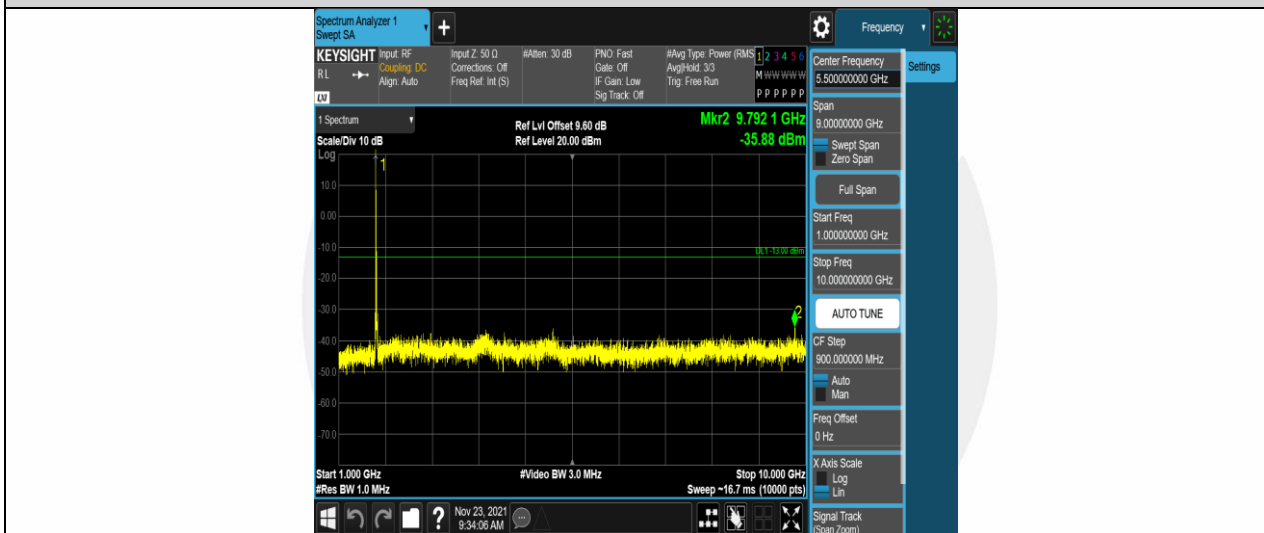 Spectrum Analyzer 1
Swept SA
+
Frequency
KEYSIGHT
RL
LXI
Input: RF
Coupling: DC
Align: Auto
Input Z: 50 Ω
Corrections: Off
Freq Ref: Int (S)
#Atten: 30 dB
PNO: Fast
Gate: Off
IF Gain: Low
Sig Track: Off
#Avg Type: Power (RMS
Avg|Hold: 3/3
Trig: Free Run
1 2 3 4 5 6
M W W W W W
P P P P P P
1 Spectrum
Scale/Div 10 dB
Log
Ref Lvl Offset 9.60 dB
Ref Level 20.00 dBm
Mkr2 9.792 1 GHz
-35.88 dBm
1
10.0
0.00
-10.0
DL1 -13.00 dBm
-20.0
-30.0
2
-40.0
-50.0
-60.0
-70.0
Start 1.000 GHz
#Res BW 1.0 MHz
#Video BW 3.0 MHz
Stop 10.000 GHz
Sweep ~16.7 ms (10000 pts)
?
Nov 23, 2021
9:34:06 AM
Center Frequency
5.500000000 GHz
Settings
Span
9.00000000 GHz
Swept Span
Zero Span
Full Span
Start Freq
1.000000000 GHz
Stop Freq
10.000000000 GHz
AUTO TUNE
CF Step
900.000000 MHz
Auto
Man
Freq Offset
0 Hz
X Axis Scale
Log
Lin
Signal Track
(Span Zoom)